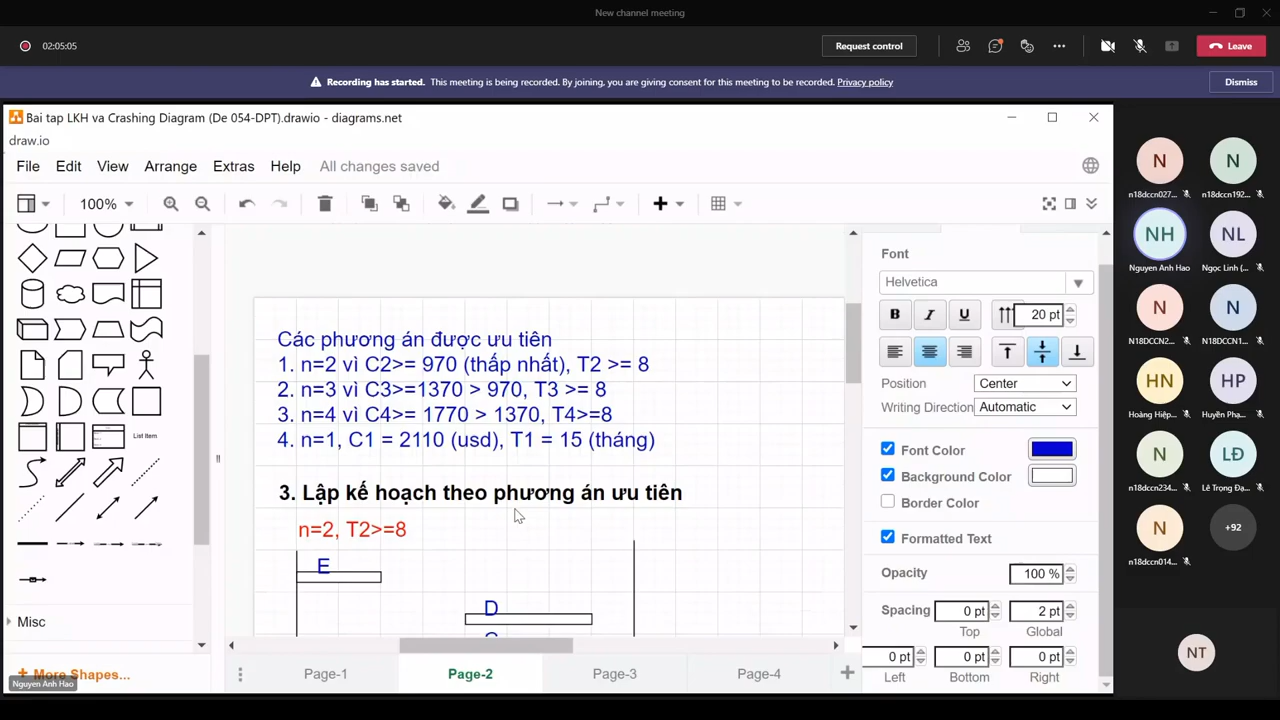 New channel meeting
02:05:05
Request control
Leave
Recording has started. This meeting is being recorded. By joining, you are giving consent for this meeting to be recorded. Privacy policy
Dismiss
Bai tap LKH va Crashing Diagram (De 054-DPT).drawio - diagrams.net
draw.io
File Edit View Arrange Extras Help All changes saved
100%
List Item
Misc
+ More Shapes...
Nguyen Anh Hao
Các phương án được ưu tiên
1. n=2 vì C2>= 970 (thấp nhất), T2 >= 8
2. n=3 vì C3>=1370 > 970, T3 >= 8
3. n=4 vì C4>= 1770 > 1370, T4>=8
4. n=1, C1 = 2110 (usd), T1 = 15 (tháng)
3. Lập kế hoạch theo phương án ưu tiên
n=2, T2>=8
E
D
Page-1 Page-2 Page-3 Page-4
Font
Helvetica
B I U 20 pt
Position Center
Writing Direction Automatic
Font Color
Background Color
Border Color
Formatted Text
Opacity 100 %
Spacing 0 pt 2 pt
Top Global
0 pt 0 pt 0 pt
Left Bottom Right
N N
n18dccn027... n18dccn192...
NH NL
Nguyen Anh Hao Ngọc Linh (...
N N
N18DCCN2... N18DCCN1...
HN HP
Hoàng Hiệp... Huyền Phạ...
N LĐ
n18dccn234... Lê Trọng Đạ...
N +92
n18dccn014...
NT